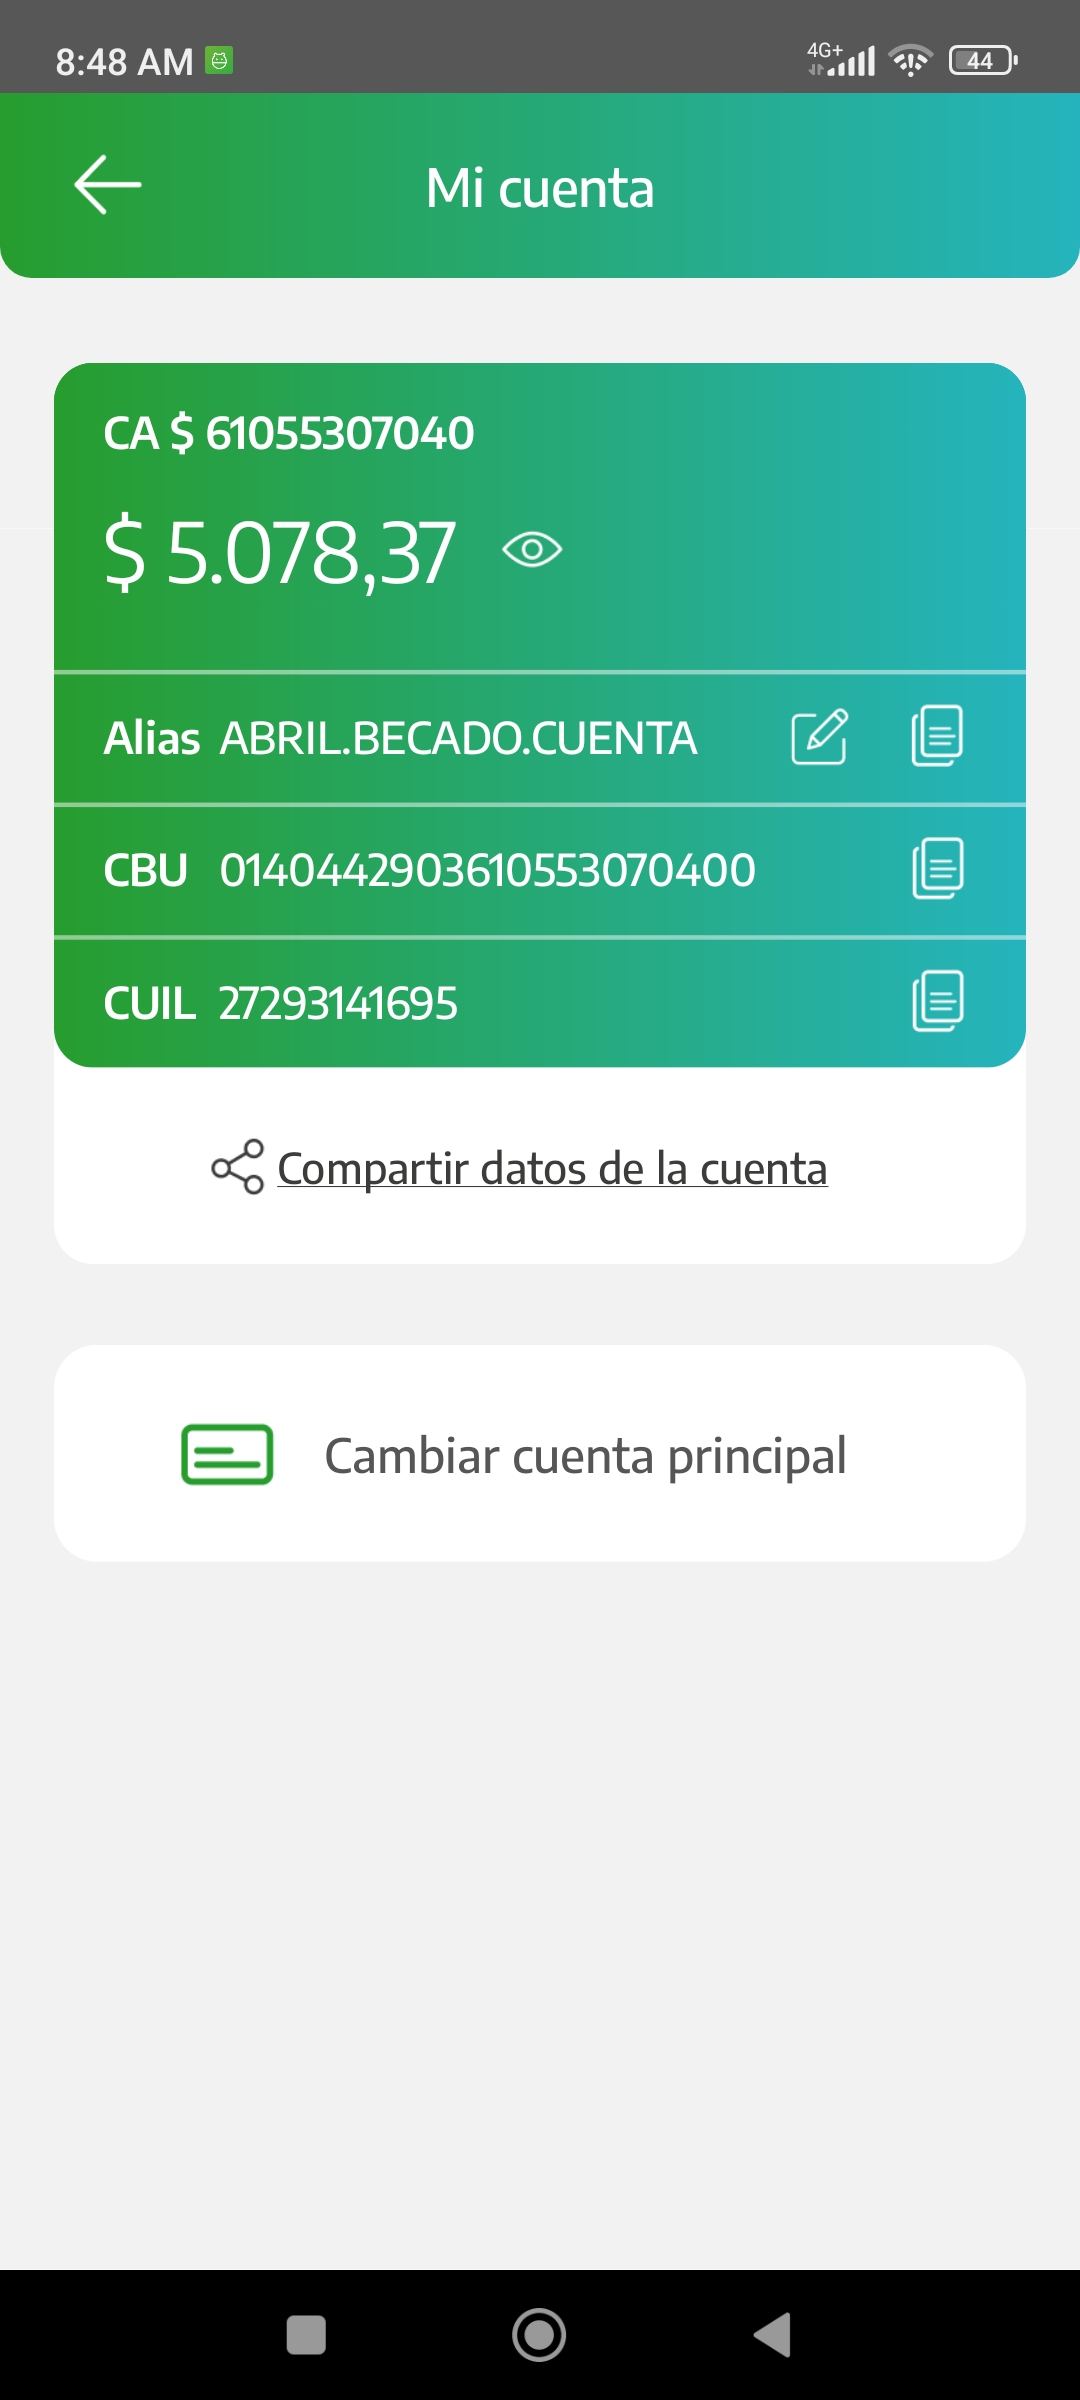 8:48 AM
4G+
44
Mi cuenta
CA $ 61055307040
$ 5.078,37
Alias ABRIL.BECADO.CUENTA
CBU 0140442903610553070400
CUIL 27293141695
Compartir datos de la cuenta
Cambiar cuenta principal